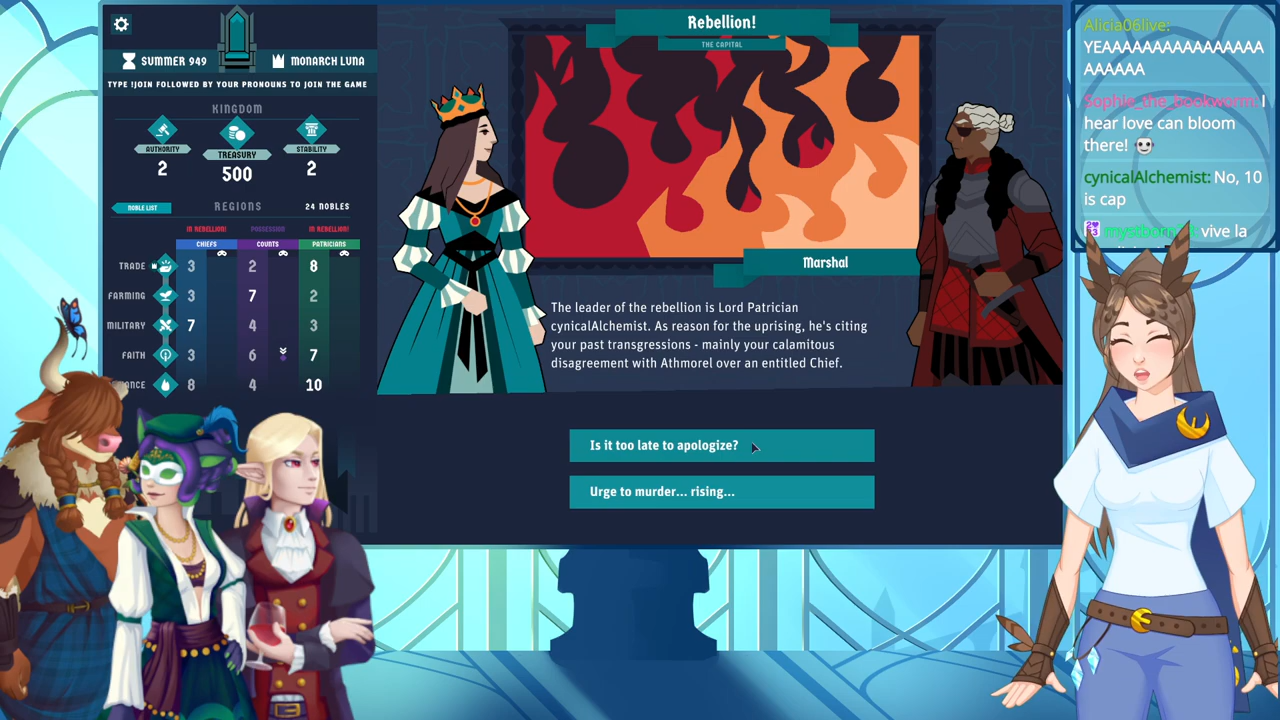 SUMMER 949
MONARCH LUNA
TYPE !JOIN FOLLOWED BY YOUR PRONOUNS TO JOIN THE GAME
KINGDOM
AUTHORITY
TREASURY
STABILITY
2
500
2
NOBLE LIST
REGIONS
24 NOBLES
IN REBELLION!
POSSESSION
IN REBELLION!
CHIEFS
COUNTS
PATRICIANS
TRADE 3 2 8
FARMING 3 7 2
MILITARY 7 4 3
FAITH 3 6 7
8 4 10
Rebellion!
THE CAPITAL
Marshal
The leader of the rebellion is Lord Patrician
cynicalAlchemist. As reason for the uprising, he's citing
your past transgressions - mainly your calamitous
disagreement with Athmorel over an entitled Chief.
Is it too late to apologize?
Urge to murder... rising...
Alicia06live:
YEAAAAAAAAAAAAAAAA
AAAAAA
Sophie_the_bookworm: I
hear love can bloom
there!
cynicalAlchemist: No, 10
is cap
vive la